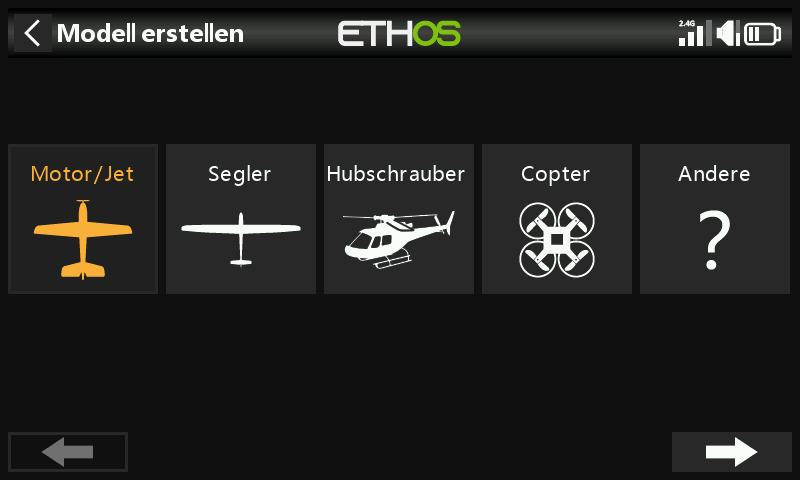 Modell erstellen
ETHOS
2.4G
Motor/Jet
Segler
Hubschrauber
Copter
Andere
?